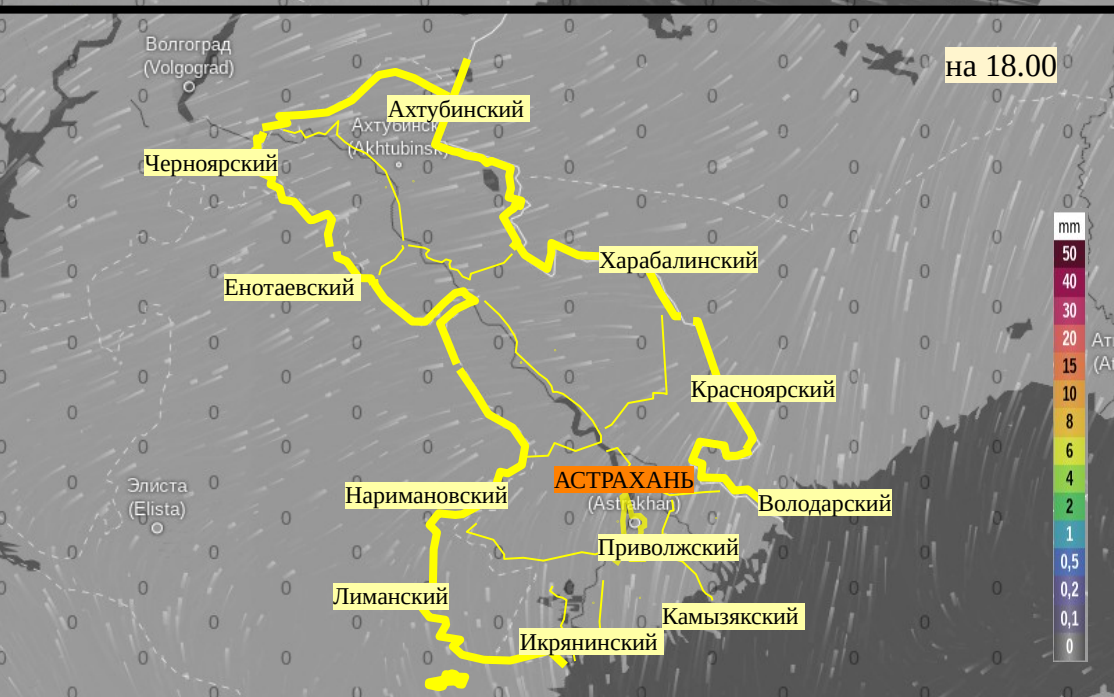 Волгоград
(Volgograd)
на 18.00
Ахтубинский
Ахтубинск
(Akhtubinsk)
Черноярский
mm
50
40
30
20
15
10
8
6
4
2
1
0,5
0,2
0,1
0
Харабалинский
Енотаевский
Ат
(At
Красноярский
Элиста
(Elista)
АСТРАХАНЬ
(Astrakhan)
Наримановский
Володарский
Приволжский
Лиманский
Камызякский
Икрянинский